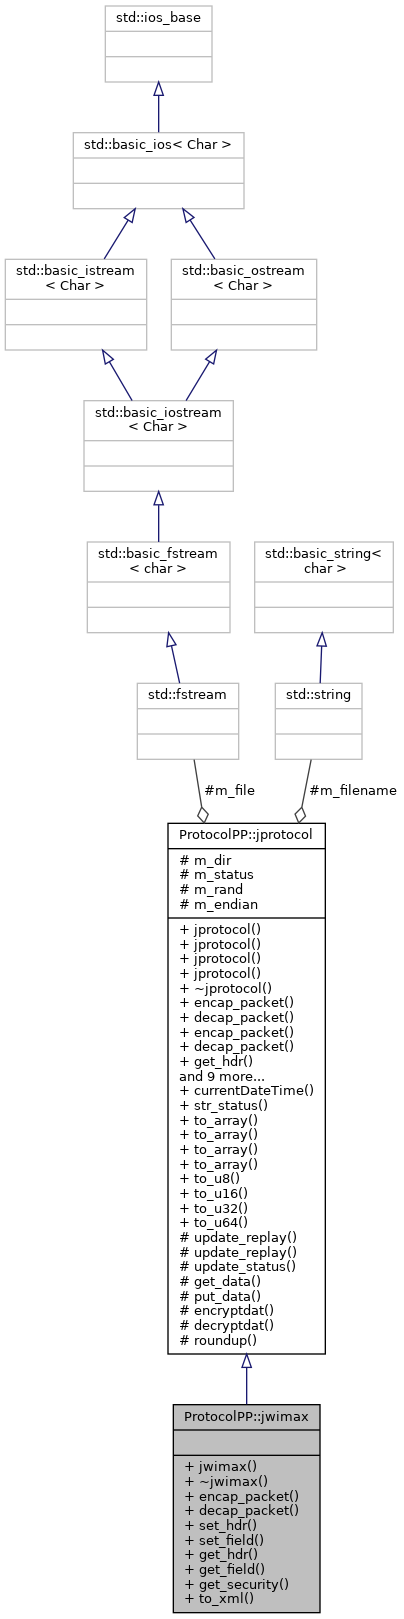 std::ios_base
std::basic_ios< Char >
std::basic_istream
< Char >
std::basic_ostream
< Char >
std::basic_iostream
< Char >
std::basic_fstream
< char >
std::basic_string<
char >
std::fstream
std::string
#m_file
#m_filename
ProtocolPP::jprotocol
# m_dir
# m_status
# m_rand
# m_endian
+ jprotocol()
+ jprotocol()
+ jprotocol()
+ jprotocol()
+ ~jprotocol()
+ encap_packet()
+ decap_packet()
+ encap_packet()
+ decap_packet()
+ get_hdr()
and 9 more...
+ currentDateTime()
+ str_status()
+ to_array()
+ to_array()
+ to_array()
+ to_array()
+ to_u8()
+ to_u16()
+ to_u32()
+ to_u64()
# update_replay()
# update_replay()
# update_status()
# get_data()
# put_data()
# encryptdat()
# decryptdat()
# roundup()
ProtocolPP::jwimax
+ jwimax()
+ ~jwimax()
+ encap_packet()
+ decap_packet()
+ set_hdr()
+ set_field()
+ get_hdr()
+ get_field()
+ get_security()
+ to_xml()